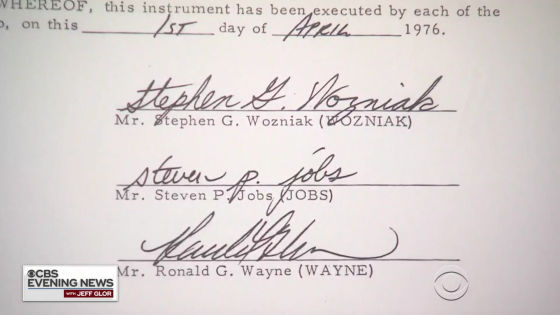 WHEREOF, this instrument has been executed by each of the
on this 1ST day of APRIL 1976.
Stephen G. Wozniak
Mr. Stephen G. Wozniak (WOZNIAK)
steven p. jobs
Mr. Steven P. Jobs (JOBS)
Mr. Ronald G. Wayne (WAYNE)
CBS
EVENING NEWS
WITH JEFF GLOR